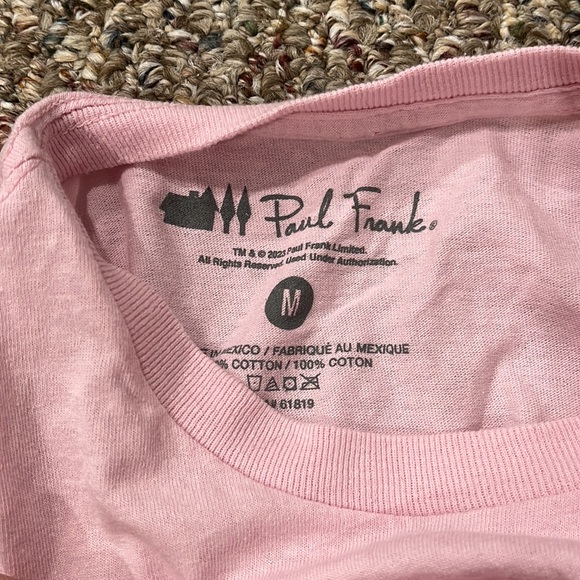 Paul Frank®
TM & © 2023 Paul Frank Limited.
All Rights Reserved Used Under Authorization.
M
IN MEXICO / FABRIQUÉ AU MEXIQUE
% COTTON / 100% COTON
# 61819